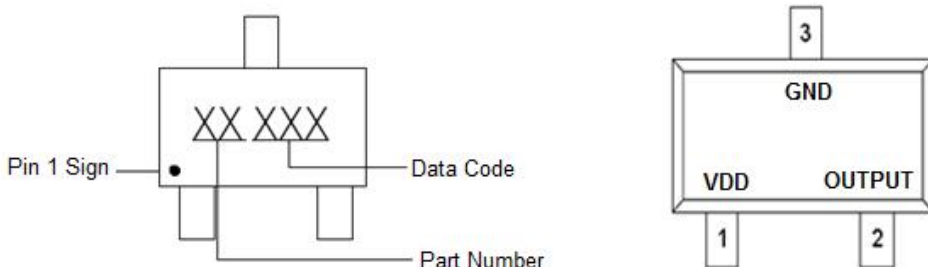 XX XXX
Pin 1 Sign
Data Code
Part Number
3
GND
VDD OUTPUT
1 2